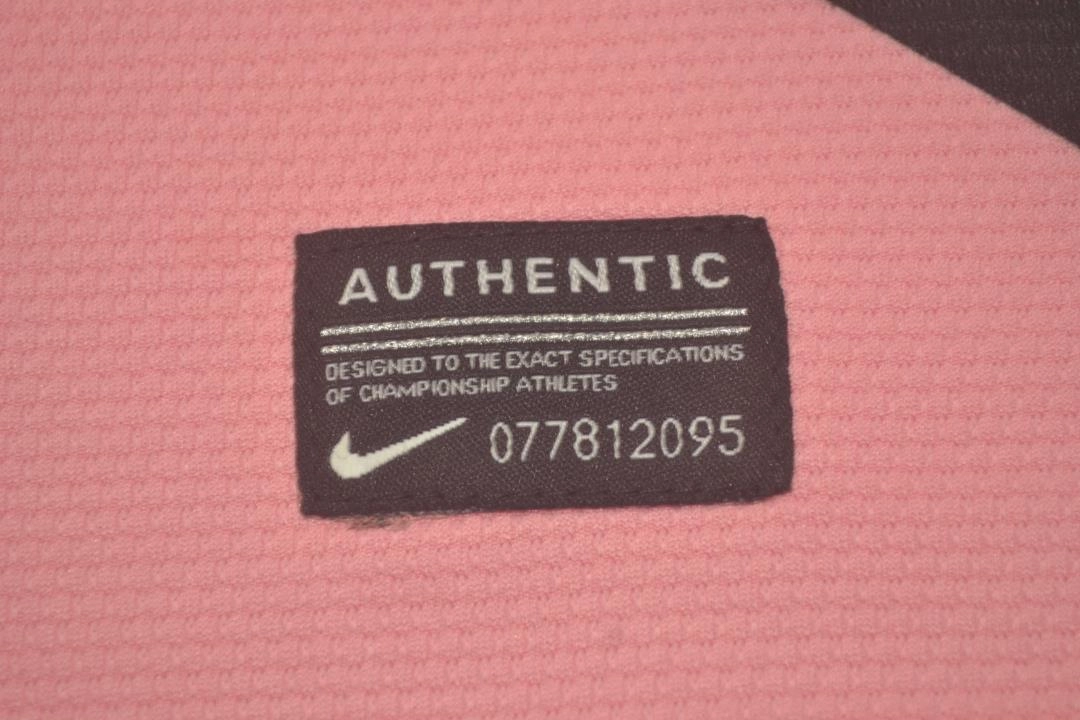 AUTHENTIC
DESIGNED TO THE EXACT SPECIFICATIONS
OF CHAMPIONSHIP ATHLETES
077812095